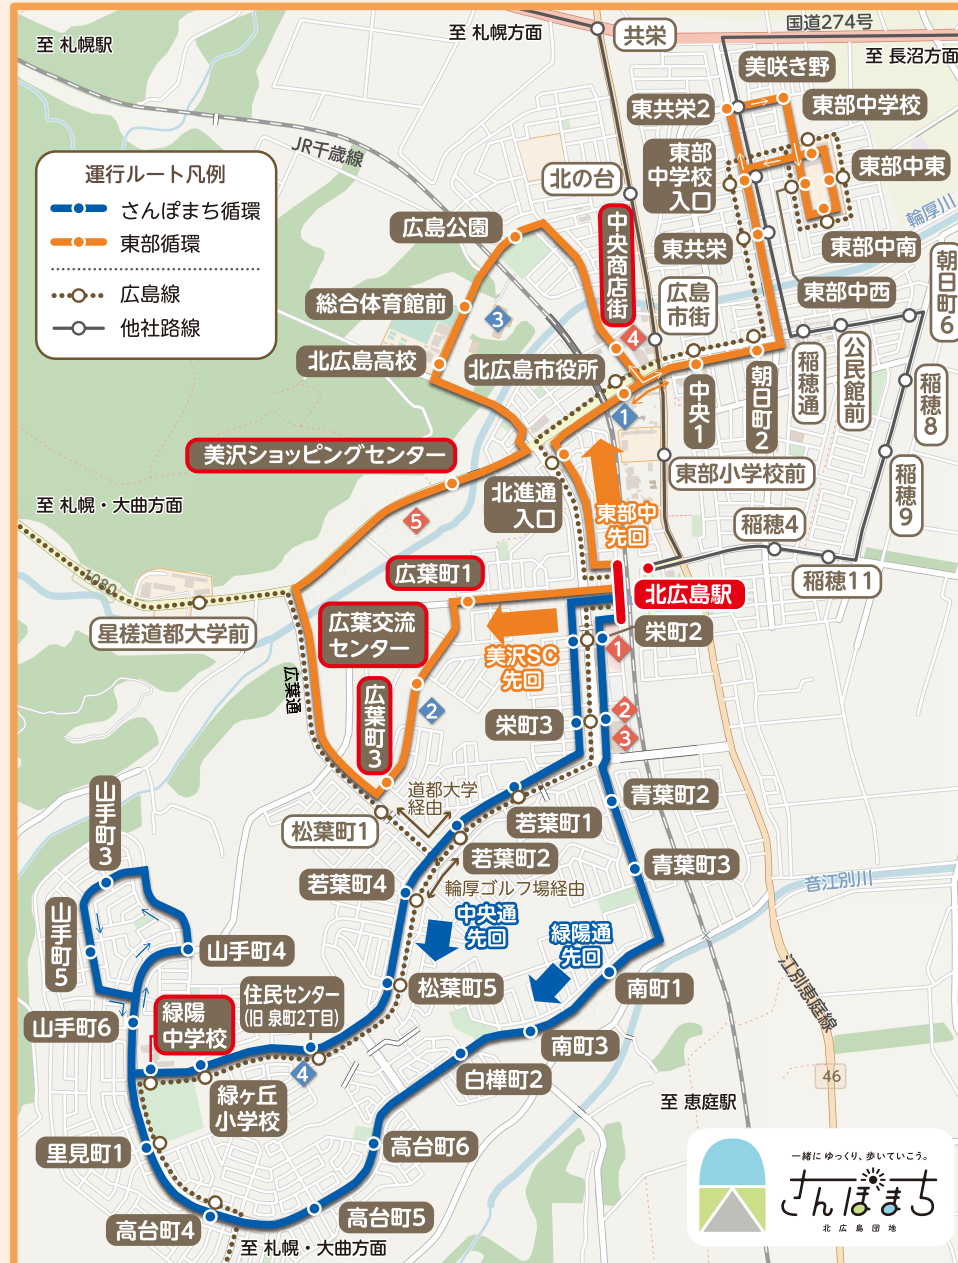 国道274号
至 札幌方面
共栄
至 札幌駅
至 長沼方面
美咲き野
東共栄2
東部中学校
JR千歳線
運行ルート凡例
さんぽまち循環
東部循環
広島線
他社路線
東部
中学校
入口
東部中東
北の台
輪厚川
広島公園
中央商店街
東共栄
東部中南
朝日町6
東部中西
広島
市街
総合体育館前
3
4
北広島高校
北広島市役所
1
中央1
朝日町2
稲穂通
公民館前
稲穂8
美沢ショッピングセンター
東部小学校前
稲穂9
北進通
入口
至 札幌・大曲方面
5
東部中
先回
稲穂4
1080
広葉町1
北広島駅
稲穂11
星槎道都大学前
広葉交流
センター
栄町2
1
美沢SC
先回
広葉通
広葉町3
2
栄町3
2
3
道都大学
経由
青葉町2
山手町3
松葉町1
若葉町1
若葉町2
青葉町3
若葉町4
輪厚ゴルフ場経由
音江別川
中央通
先回
緑陽通
先回
山手町5
山手町4
江別恵庭線
住民センター
(旧 泉町2丁目)
松葉町5
南町1
山手町6
緑陽
中学校
南町3
4
白樺町2
46
緑ヶ丘
小学校
至 恵庭駅
里見町1
高台町6
一緒に ゆっくり、歩いていこう。
さんぽまち
北広島団地
高台町4
高台町5
至 札幌・大曲方面